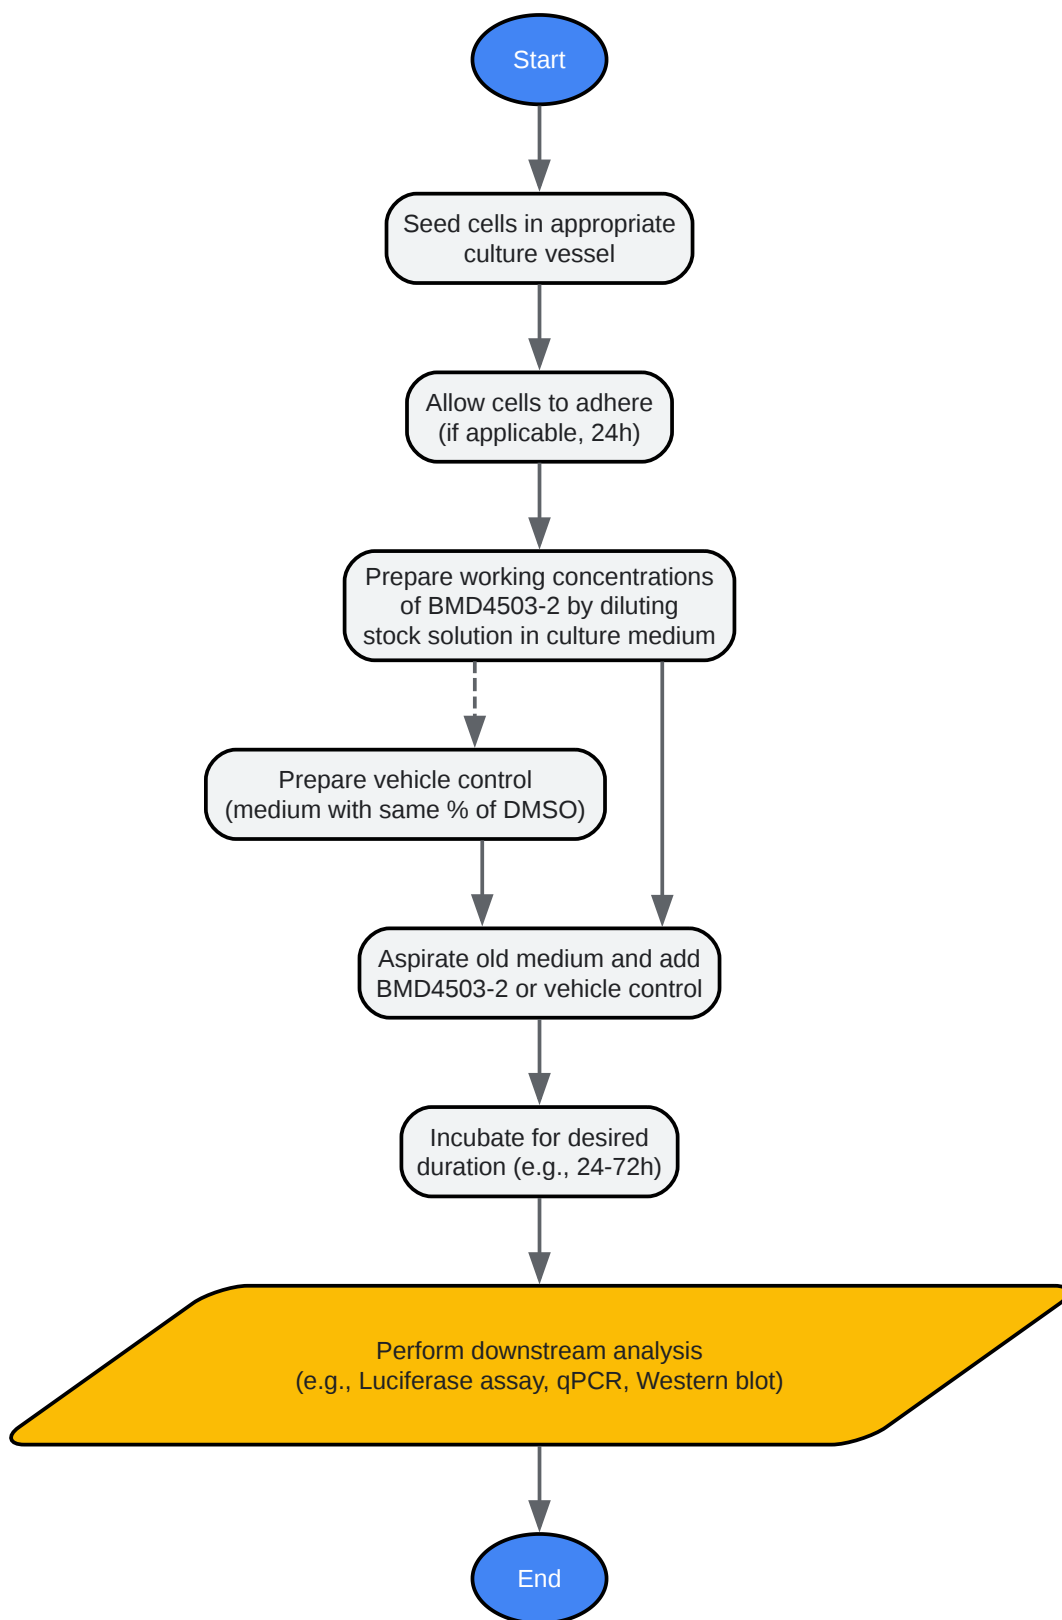 Start
Seed cells in appropriate
culture vessel
Allow cells to adhere
(if applicable, 24h)
Prepare working concentrations
of BMD4503-2 by diluting
stock solution in culture medium
Prepare vehicle control
(medium with same % of DMSO)
Aspirate old medium and add
BMD4503-2 or vehicle control
Incubate for desired
duration (e.g., 24-72h)
Perform downstream analysis
(e.g., Luciferase assay, qPCR, Western blot)
End